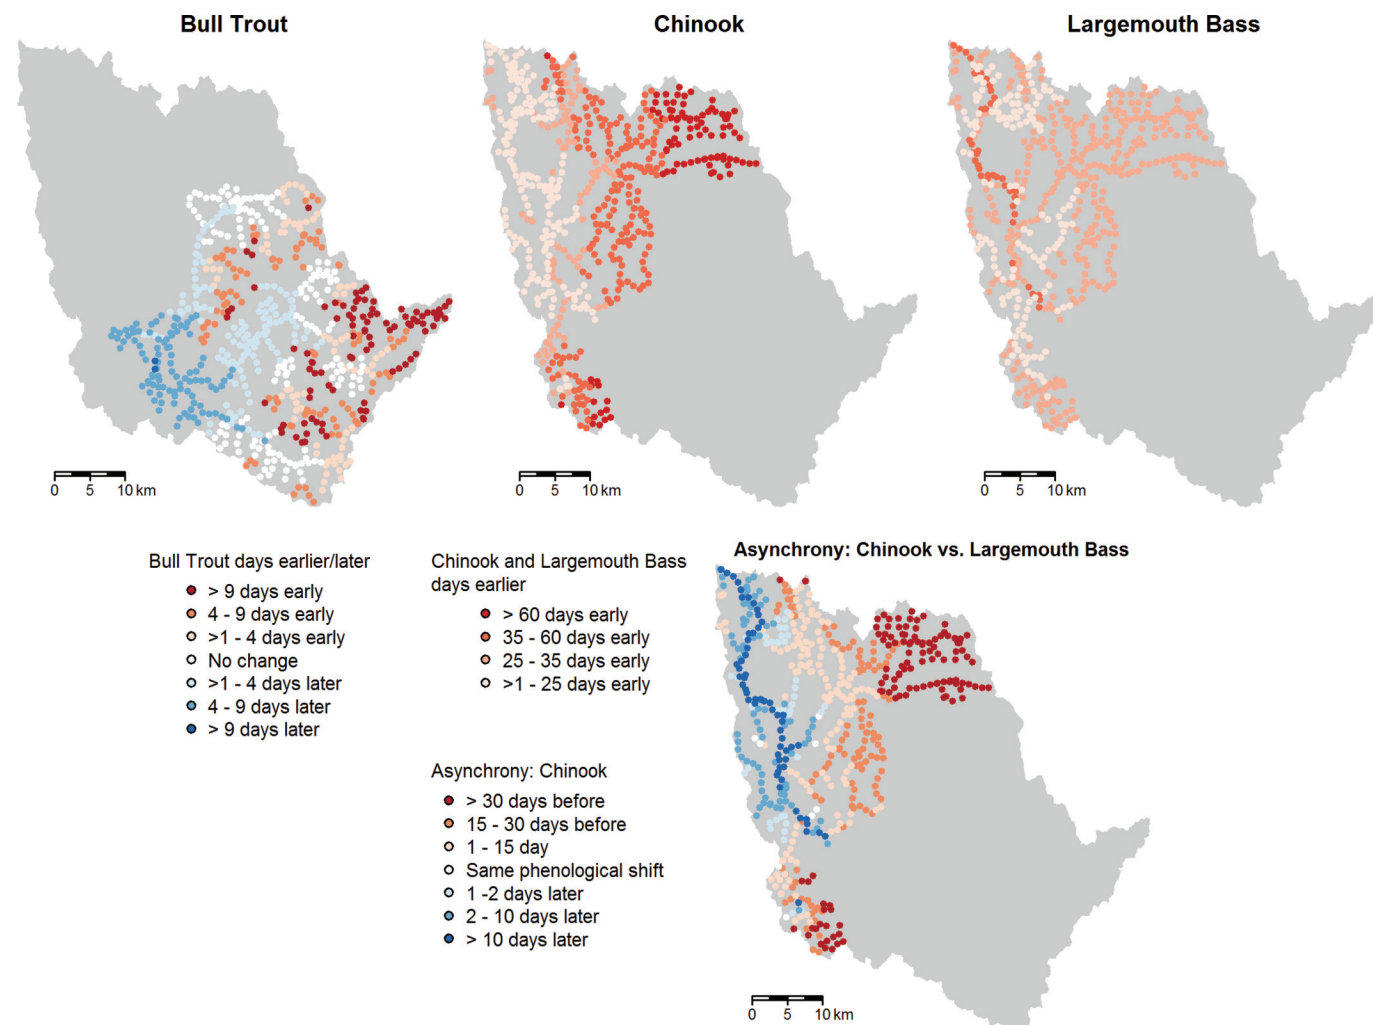 Bull Trout
Chinook
Largemouth Bass
0 5 10 km
0 5 10 km
0 5 10 km
Bull Trout days earlier/later
> 9 days early
4 - 9 days early
>1 - 4 days early
No change
>1 - 4 days later
4 - 9 days later
> 9 days later
Chinook and Largemouth Bass
days earlier
> 60 days early
35 - 60 days early
25 - 35 days early
>1 - 25 days early
Asynchrony: Chinook
> 30 days before
15 - 30 days before
1 - 15 day
Same phenological shift
1 -2 days later
2 - 10 days later
> 10 days later
Asynchrony: Chinook vs. Largemouth Bass
0 5 10 km